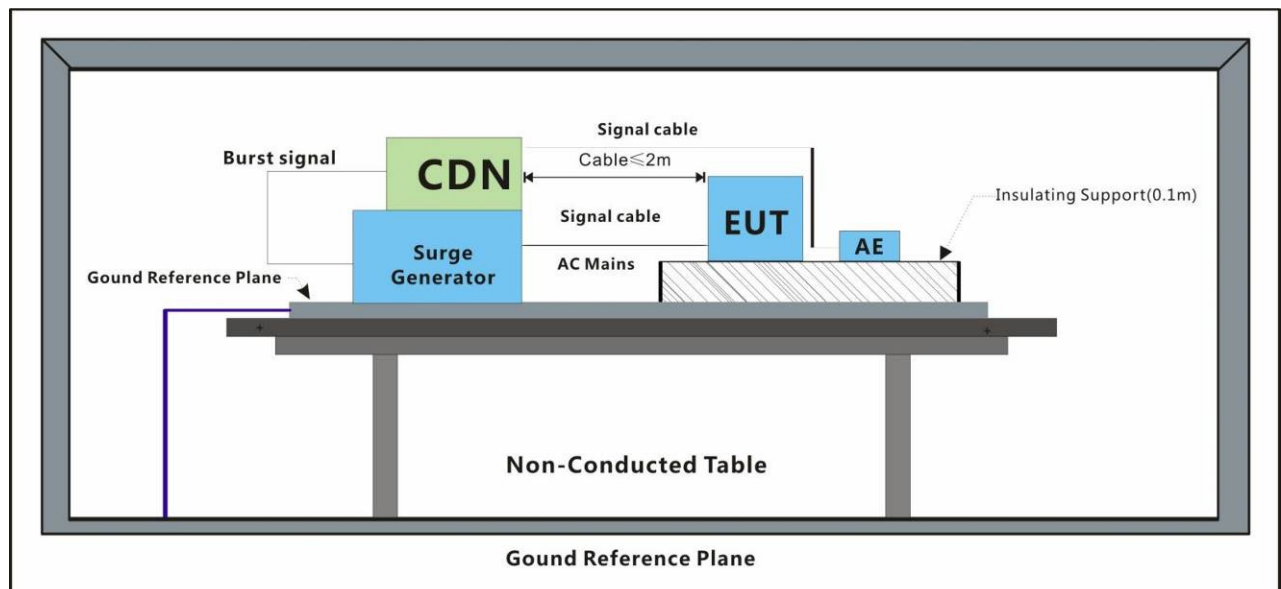 Signal cable
Burst signal
CDN
Cable≤2m
Insulating Support(0.1m)
Signal cable
EUT
Surge
Generator
AE
AC Mains
Gound Reference Plane
Non-Conducted Table
Gound Reference Plane